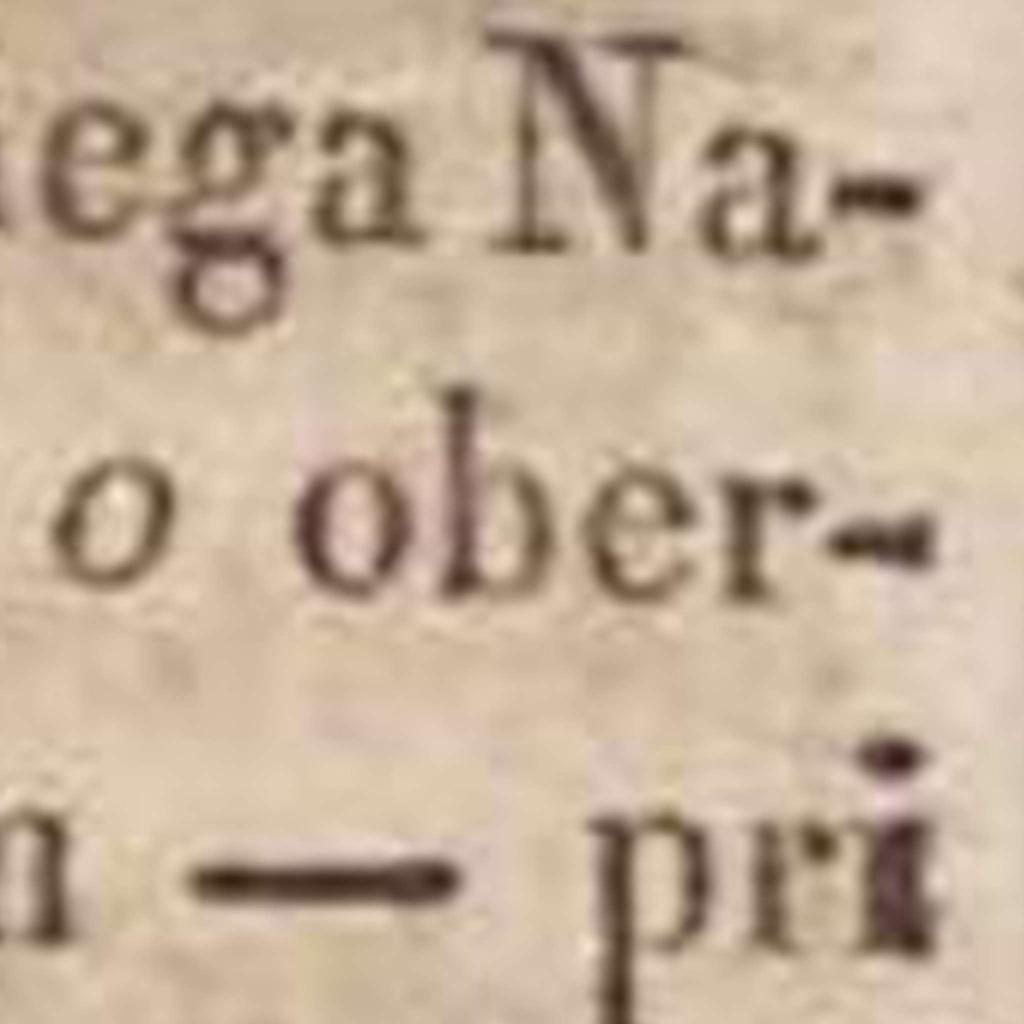 ega Na-
o ober-
— pri